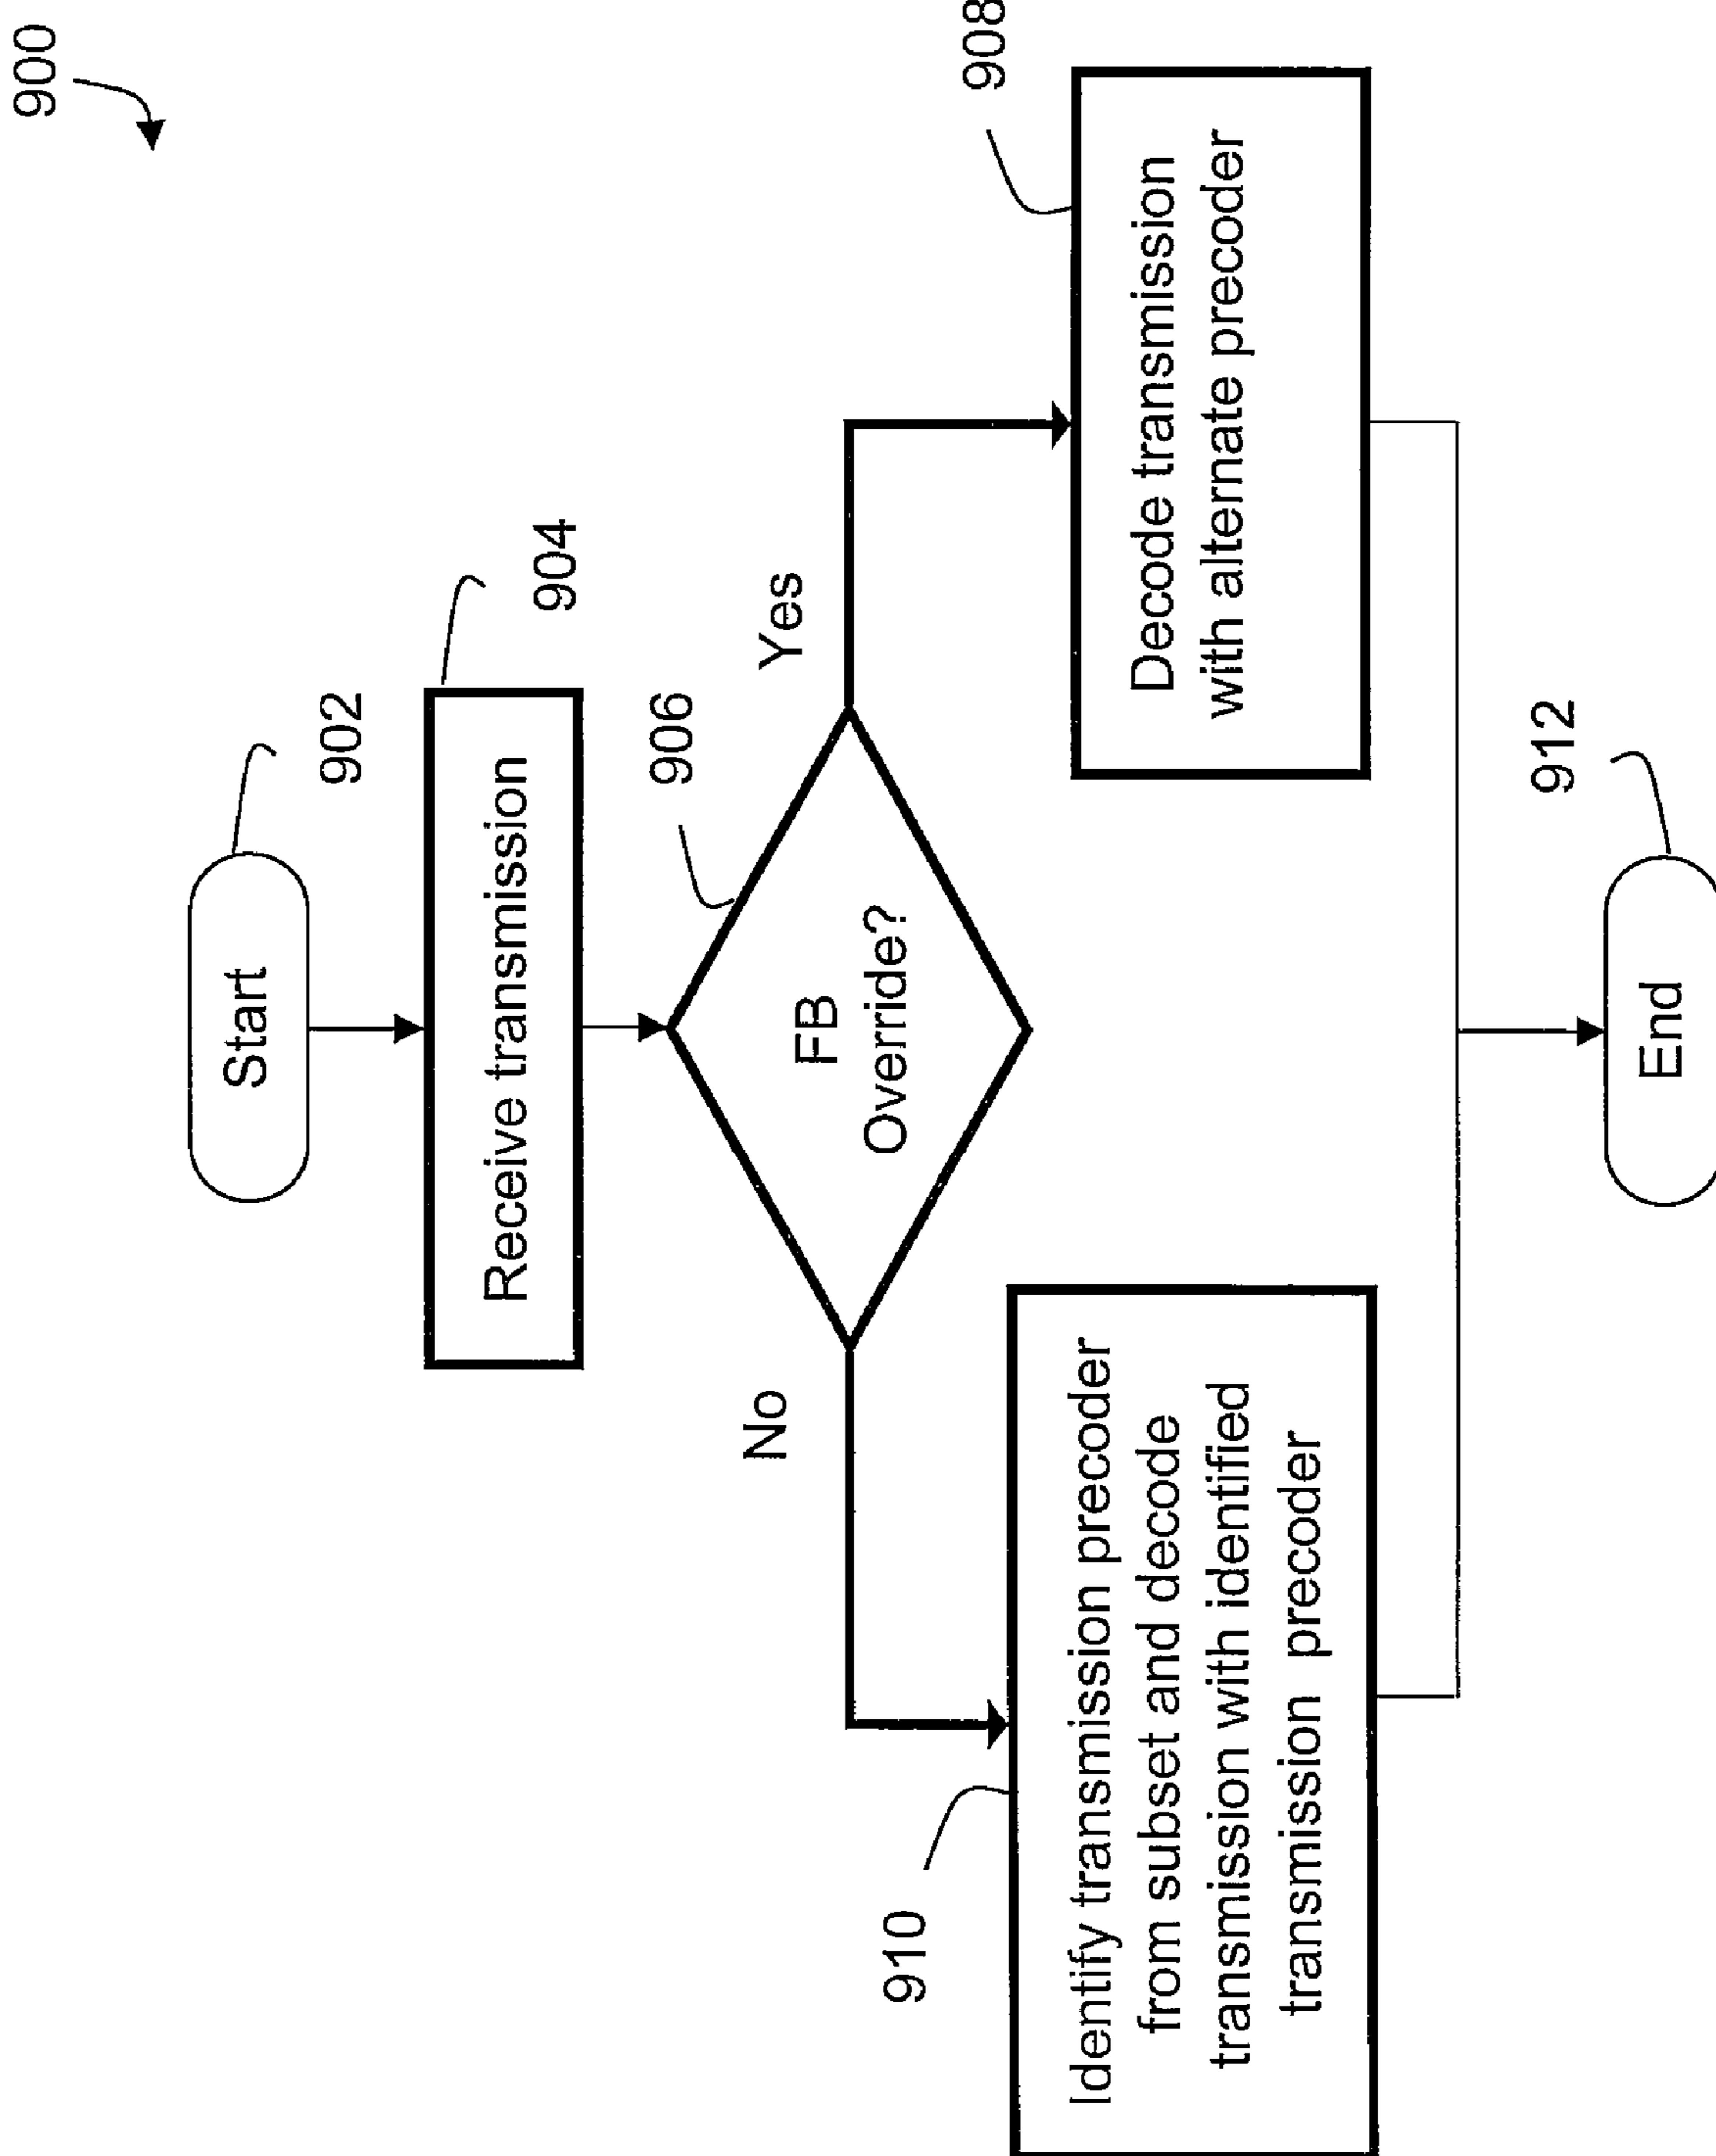 900
Start
902
Receive transmission
904
FB
Override?
906
No
Yes
Identify transmission precoder
from subset and decode
transmission with identified
transmission precoder
910
Decode transmission
with alternate precoder
908
End
912